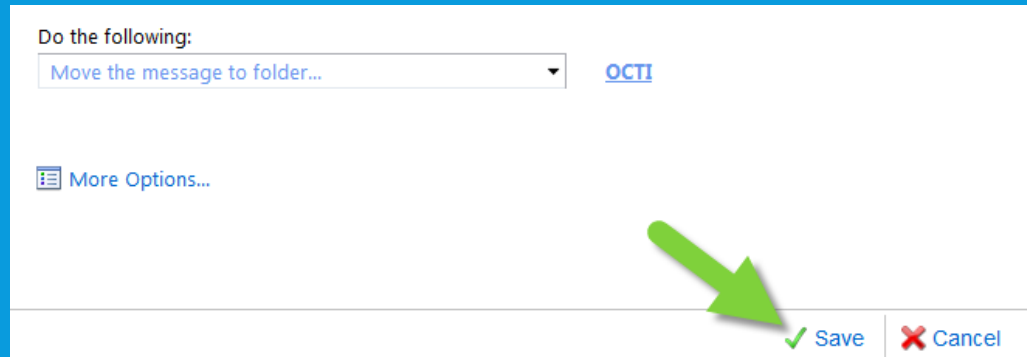 Do the following:
Move the message to folder... OCTI
More Options...
Save Cancel